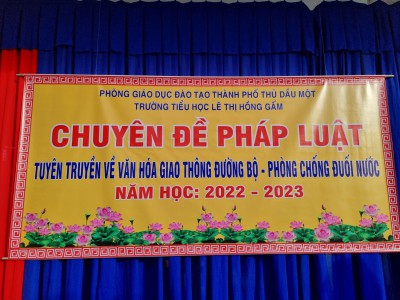 PHÒNG GIÁO DỤC ĐÀO TẠO THÀNH PHỐ THỦ DẦU MỘT
TRƯỜNG TIỂU HỌC LÊ THỊ HỒNG GẤM
CHUYÊN ĐỀ PHÁP LUẬT
TUYÊN TRUYỀN VỀ VĂN HÓA GIAO THÔNG ĐƯỜNG BỘ - PHÒNG CHỐNG ĐUỐI NƯỚC
NĂM HỌC: 2022 - 2023